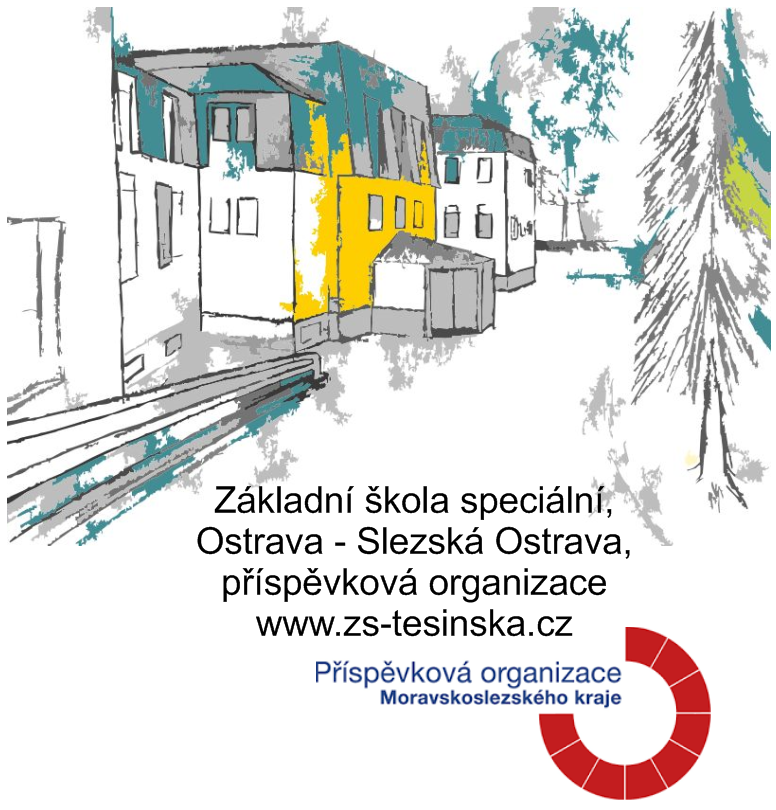 Základní škola speciální,
Ostrava - Slezská Ostrava,
příspěvková organizace
www.zs-tesinska.cz
Příspěvková organizace
Moravskoslezského kraje